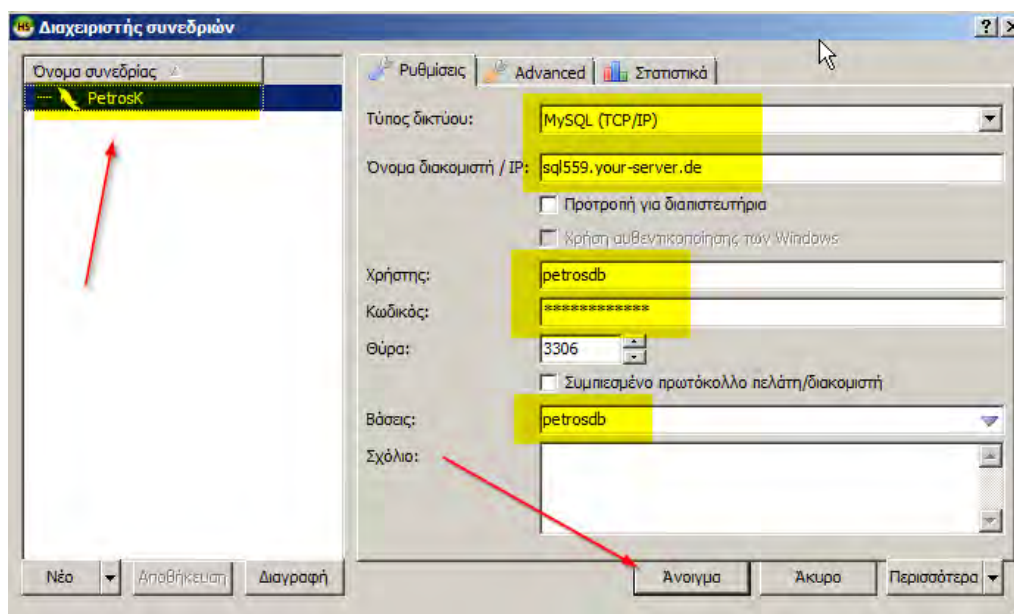 HS Διαχειριστής συνεδριών
Όνομα συνεδρίας
PetrosK
Ρυθμίσεις Advanced Στατιστικά
Τύπος δικτύου: MySQL (TCP/IP)
Όνομα διακομιστή / IP: sql559.your-server.de
Προτροπή για διαπιστευτήρια
Χρήση αυθεντικοποίησης των Windows
Χρήστης: petrosdb
Κωδικός: ************
Θύρα: 3306
Συμπιεσμένο πρωτόκολλο πελάτη/διακομιστή
Βάσεις: petrosdb
Σχόλιο:
Νέο Αποθήκευση Διαγραφή Άνοιγμα Άκυρο Περισσότερα